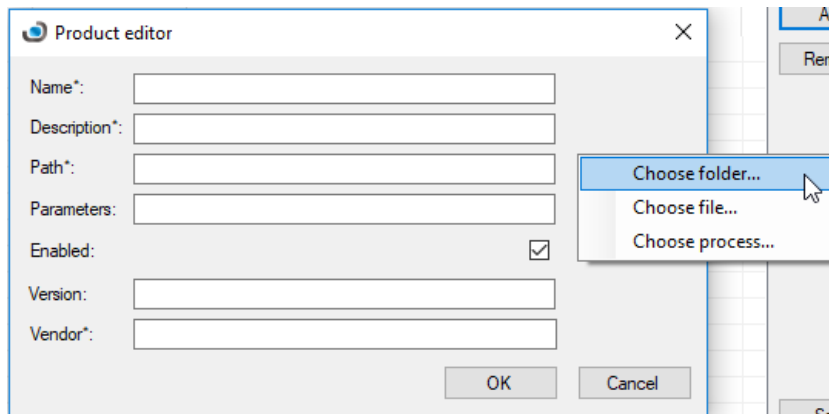 Product editor
Name*:
Description*:
Path*:
Choose folder...
Parameters:
Choose file...
Enabled:
Choose process...
Version:
Vendor*:
OK
Cancel